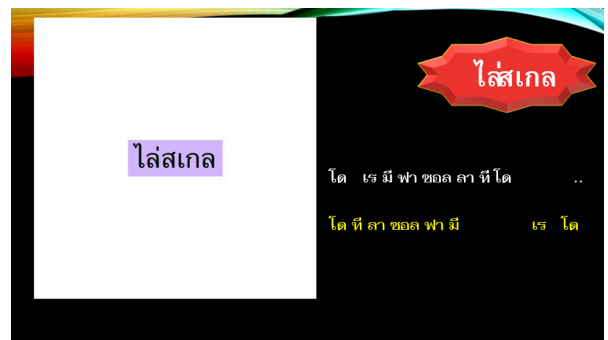 ไล่สเกล
ไล่สเกล
โด เร มี ฟา ซอล ลา ที โด ..
โด ที ลา ซอล ฟา มี เร โด